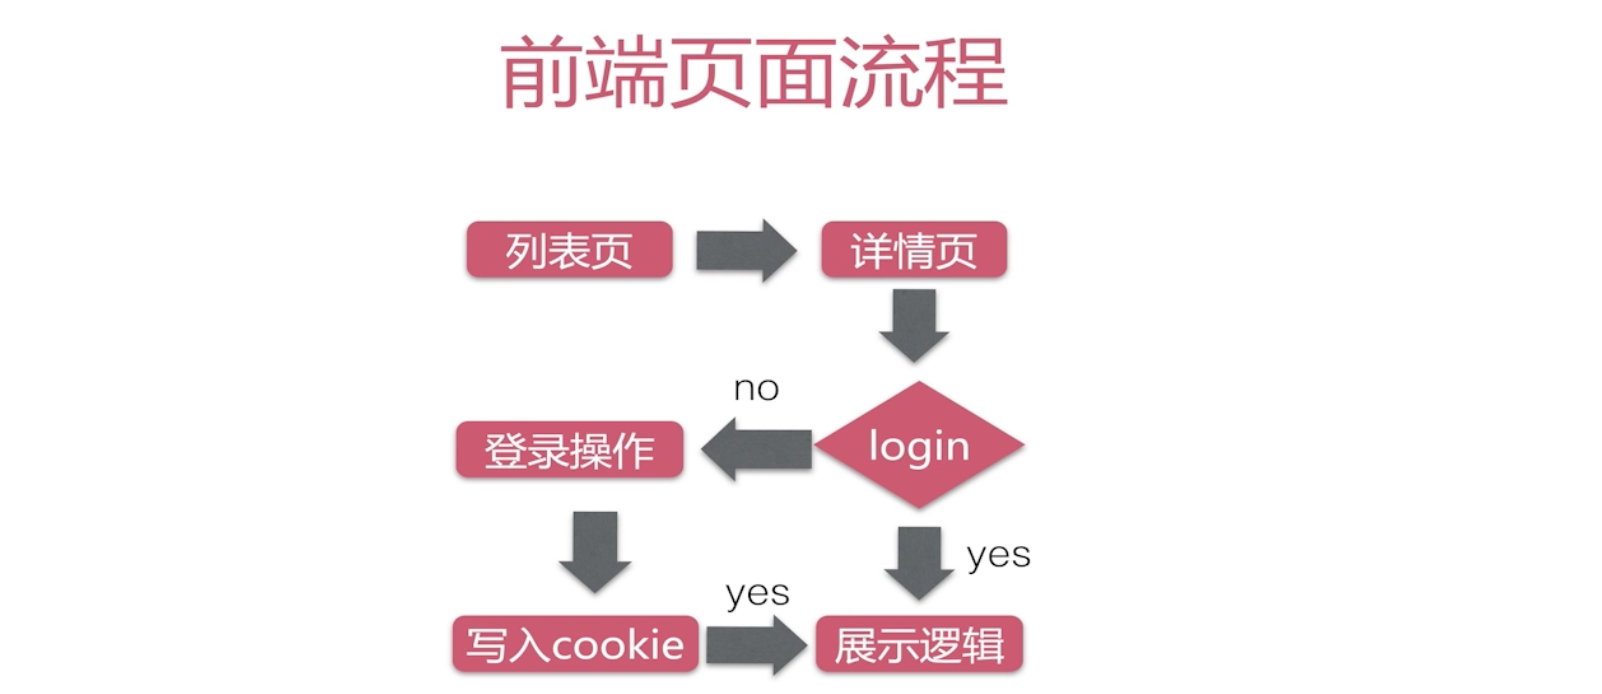 前端页面流程
列表页
详情页
no
登录操作
login
yes
yes
写入cookie
展示逻辑